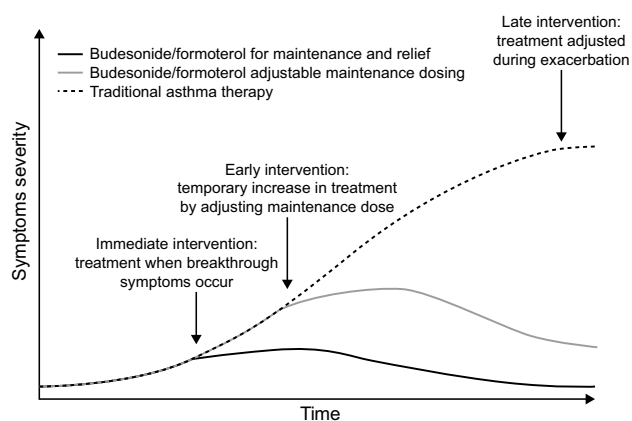 Late intervention:
treatment adjusted
during exacerbation
Budesonide/formoterol for maintenance and relief
Budesonide/formoterol adjustable maintenance dosing
Traditional asthma therapy
Early intervention:
temporary increase in treatment
by adjusting maintenance dose
Immediate intervention:
treatment when breakthrough
symptoms occur
Symptoms severity
Time